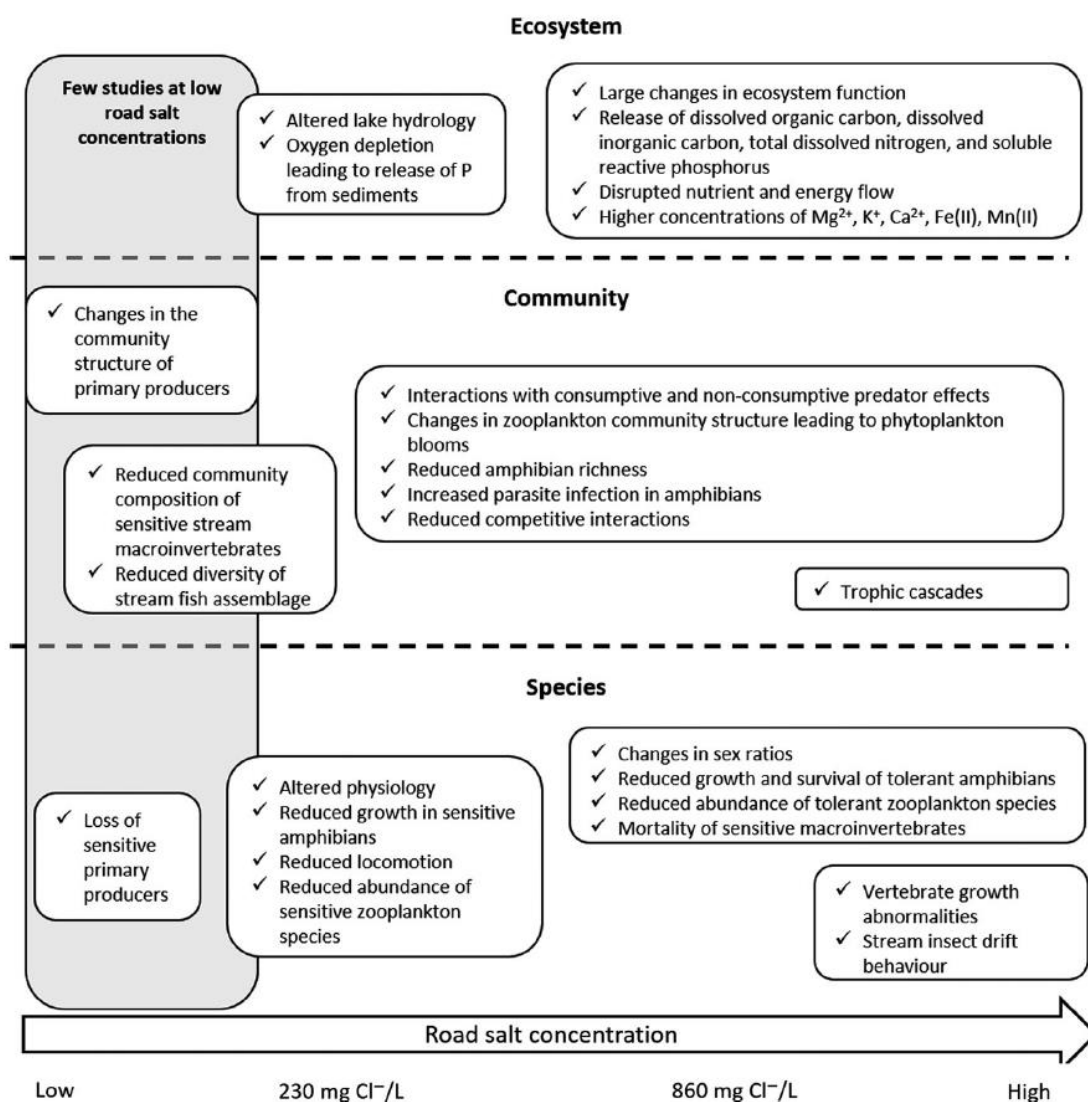 Ecosystem
Few studies at low
road salt
concentrations
✓ Altered lake hydrology
✓ Oxygen depletion
leading to release of P
from sediments
✓ Large changes in ecosystem function
✓ Release of dissolved organic carbon, dissolved
inorganic carbon, total dissolved nitrogen, and soluble
reactive phosphorus
✓ Disrupted nutrient and energy flow
✓ Higher concentrations of Mg²⁺, K⁺, Ca²⁺, Fe(II), Mn(II)
Community
✓ Changes in the
community
structure of
primary producers
✓ Interactions with consumptive and non-consumptive predator effects
✓ Changes in zooplankton community structure leading to phytoplankton
blooms
✓ Reduced amphibian richness
✓ Increased parasite infection in amphibians
✓ Reduced competitive interactions
✓ Reduced community
composition of
sensitive stream
macroinvertebrates
✓ Reduced diversity of
stream fish assemblage
✓ Trophic cascades
Species
✓ Loss of
sensitive
primary
producers
✓ Altered physiology
✓ Reduced growth in sensitive
amphibians
✓ Reduced locomotion
✓ Reduced abundance of
sensitive zooplankton
species
✓ Changes in sex ratios
✓ Reduced growth and survival of tolerant amphibians
✓ Reduced abundance of tolerant zooplankton species
✓ Mortality of sensitive macroinvertebrates
✓ Vertebrate growth
abnormalities
✓ Stream insect drift
behaviour
Road salt concentration
Low 230 mg Cl⁻/L 860 mg Cl⁻/L High